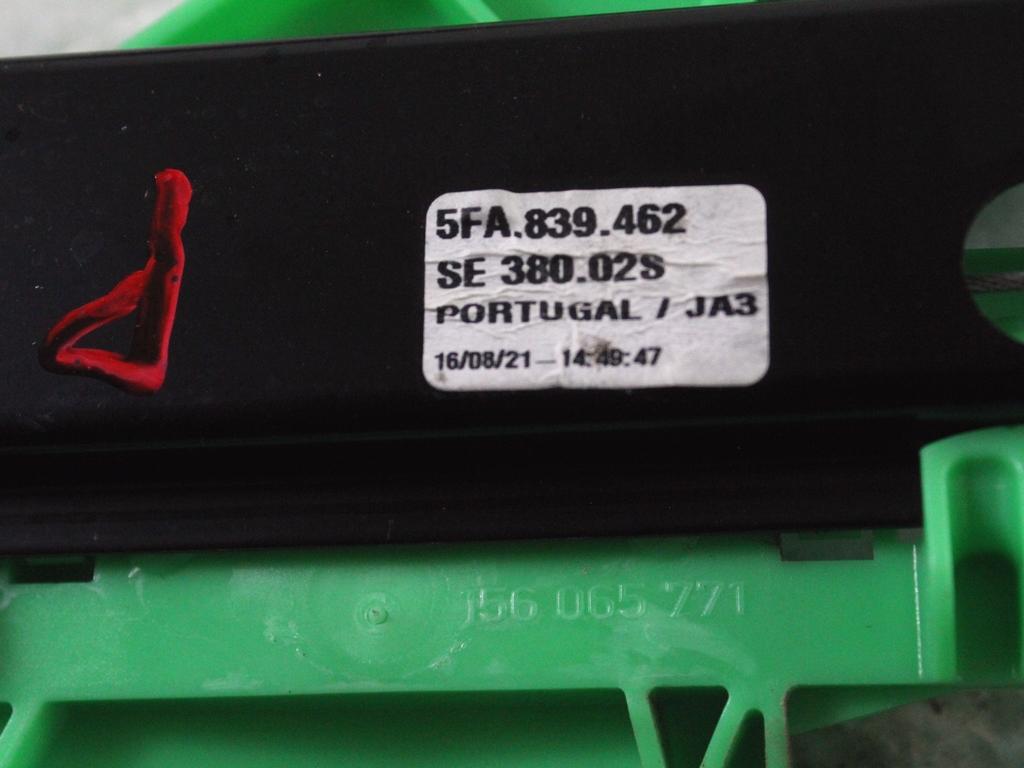 5FA.839.462
SE 380.02S
PORTUGAL / JA3
16/08/21 — 14:49:47
156 065 771